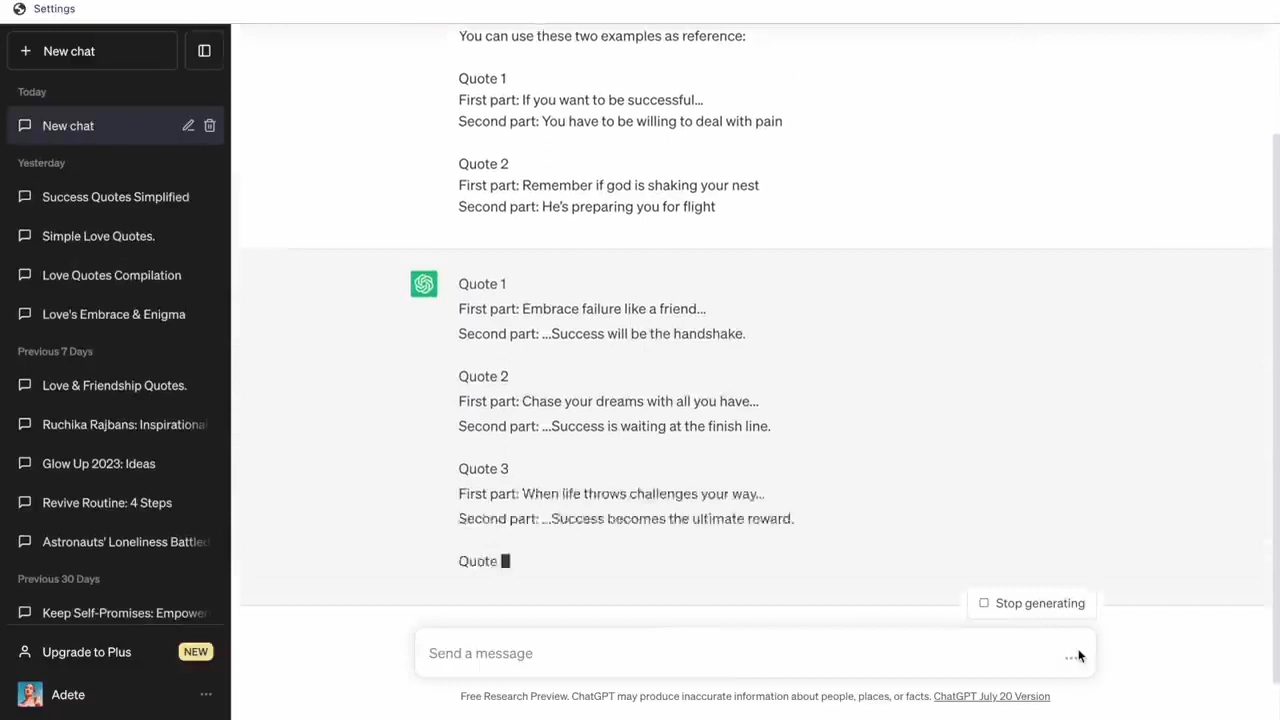 Settings
New chat
Today
New chat
Yesterday
Success Quotes Simplified
Simple Love Quotes.
Love Quotes Compilation
Love's Embrace & Enigma
Previous 7 Days
Love & Friendship Quotes.
Ruchika Rajbans: Inspirational
Glow Up 2023: Ideas
Revive Routine: 4 Steps
Astronauts' Loneliness Battled
Previous 30 Days
Keep Self-Promises: Empower
Upgrade to Plus NEW
Adete
You can use these two examples as reference:
Quote 1
First part: If you want to be successful...
Second part: You have to be willing to deal with pain
Quote 2
First part: Remember if god is shaking your nest
Second part: He's preparing you for flight
Quote 1
First part: Embrace failure like a friend...
Second part: ...Success will be the handshake.
Quote 2
First part: Chase your dreams with all you have...
Second part: ...Success is waiting at the finish line.
Quote 3
First part: When life throws challenges your way...
Second part: ...Success becomes the ultimate reward.
Quote
Stop generating
Send a message
Free Research Preview. ChatGPT may produce inaccurate information about people, places, or facts. ChatGPT July 20 Version